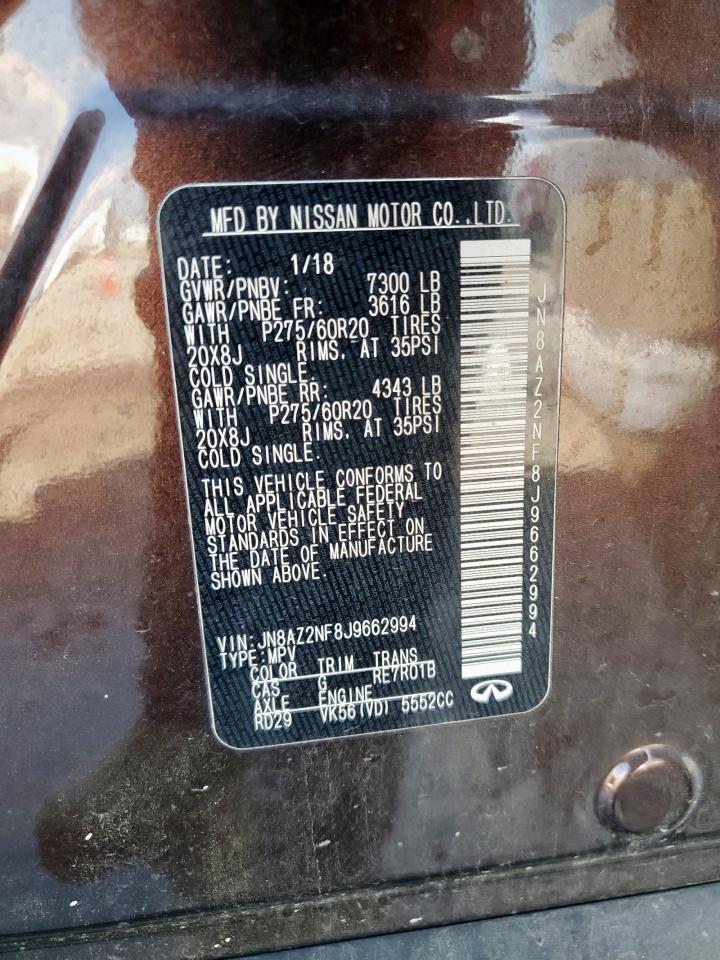 MFD BY NISSAN MOTOR CO.,LTD.
DATE: 1/18
GVWR/PNBV: 7300 LB
GAWR/PNBE FR: 3616 LB
WITH P275/60R20 TIRES
20X8J RIMS, AT 35PSI
COLD SINGLE.
GAWR/PNBE RR: 4343 LB
WITH P275/60R20 TIRES
20X8J RIMS, AT 35PSI
COLD SINGLE.
THIS VEHICLE CONFORMS TO
ALL APPLICABLE FEDERAL
MOTOR VEHICLE SAFETY
STANDARDS IN EFFECT ON
THE DATE OF MANUFACTURE
SHOWN ABOVE.
VIN:JN8AZ2NF8J9662994
TYPE:MPV
COLOR TRIM TRANS
CAS G RE7R01B
AXLE ENGINE
RD29 VK56(VD) 5552CC
JN8AZ2NF8J9662994